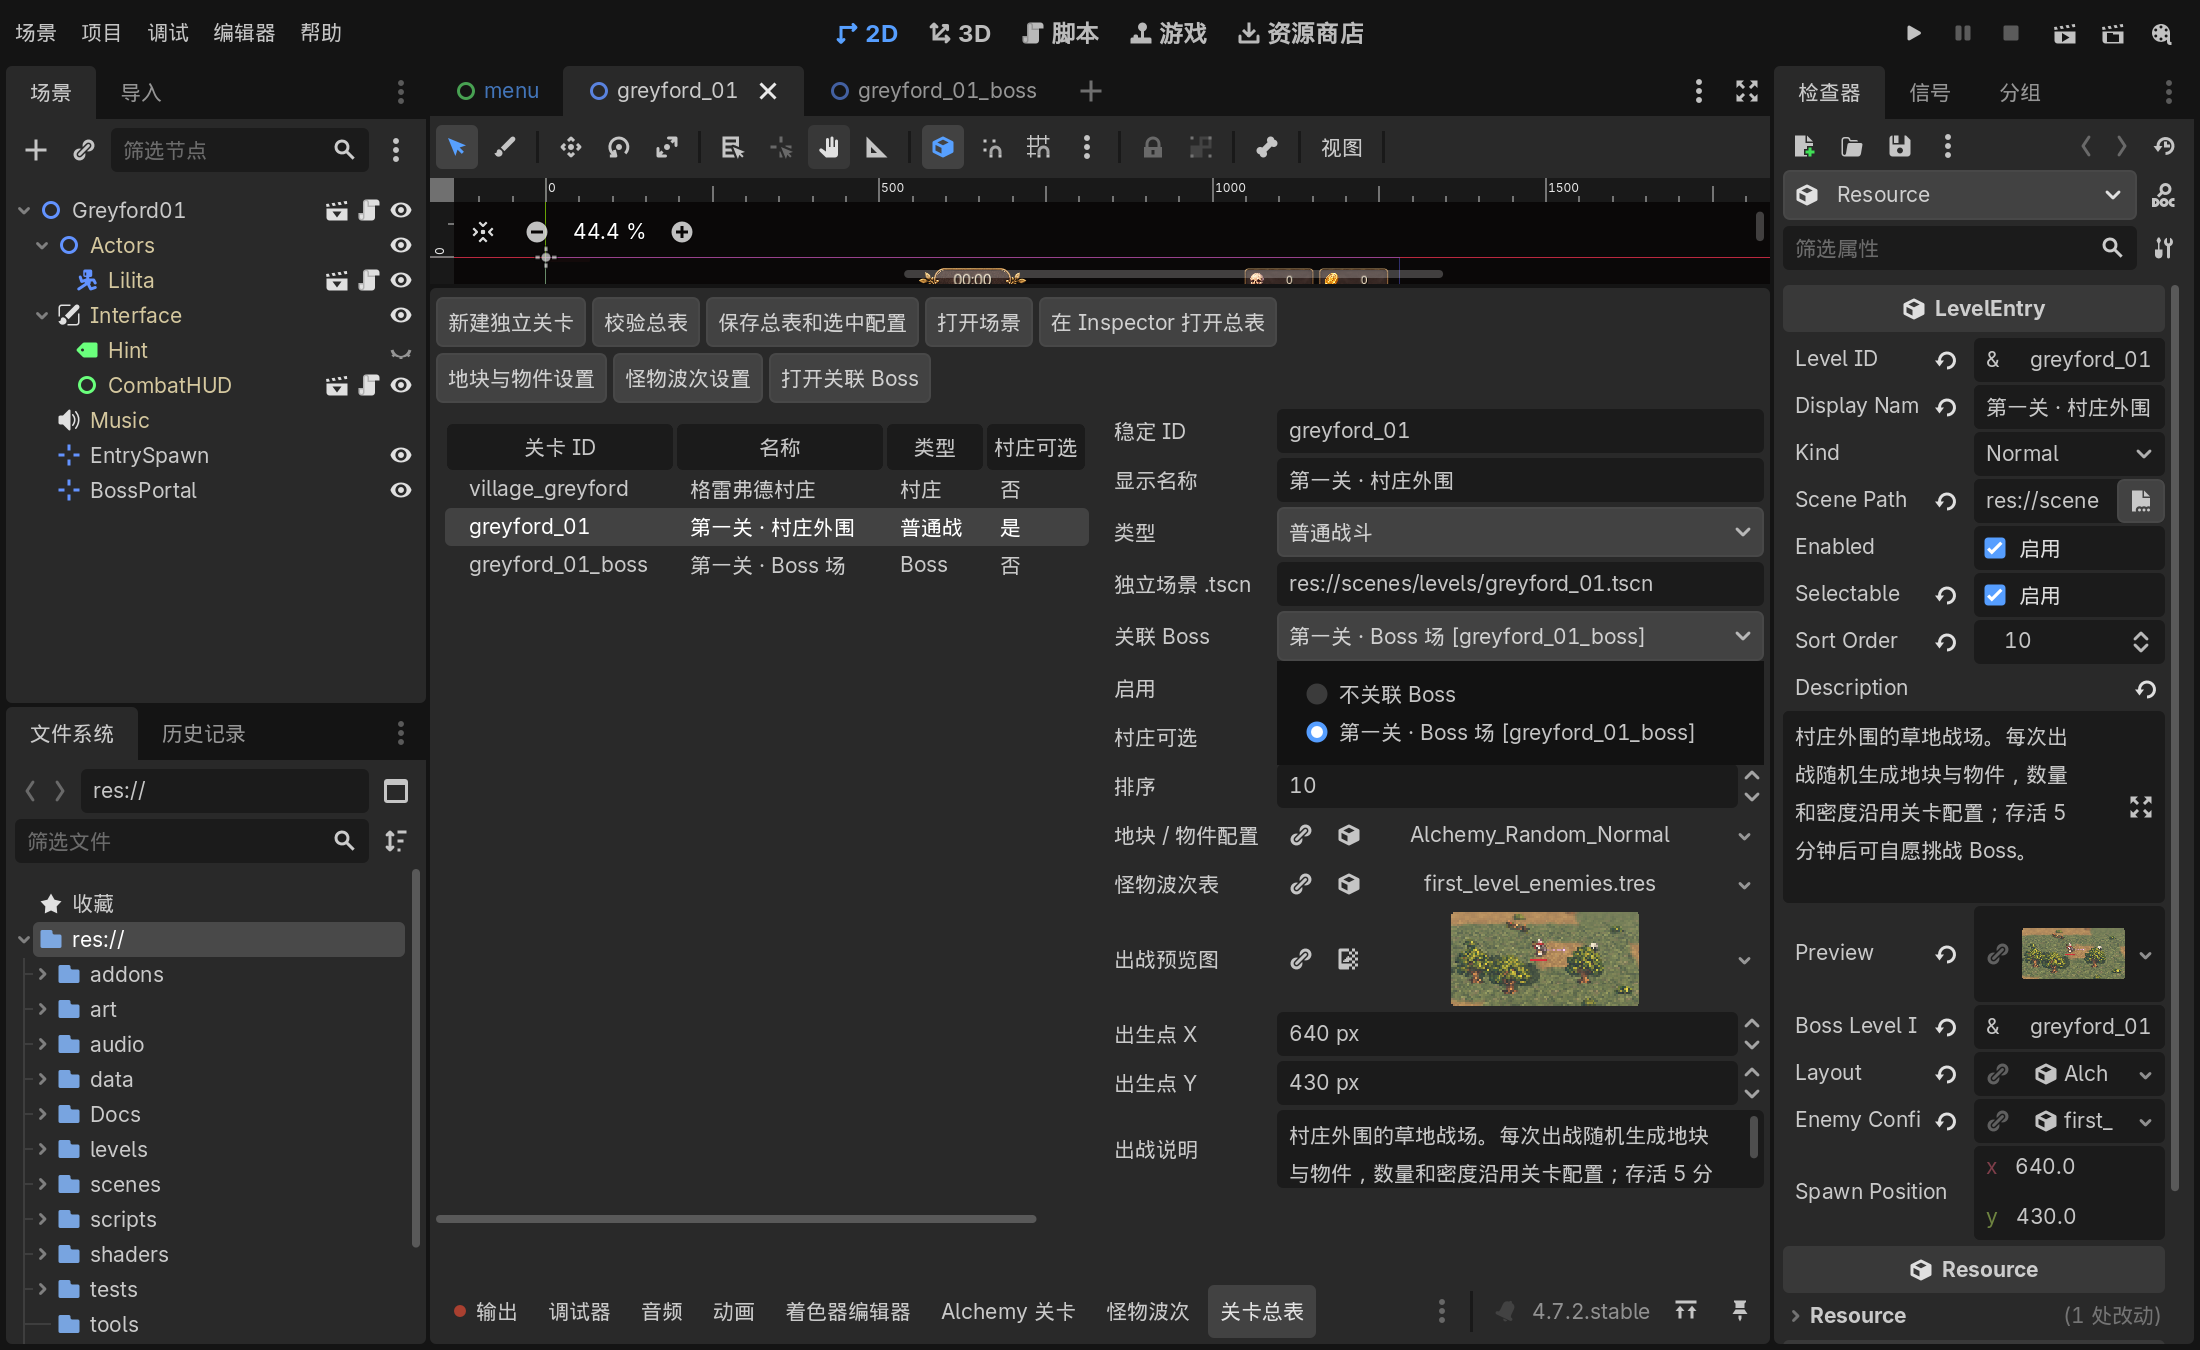 场景 项目 调试 编辑器 帮助
2D 3D 脚本 游戏 资源商店
场景 导入
筛选节点
Greyford01
Actors
Lilita
Interface
Hint
CombatHUD
Music
EntrySpawn
BossPortal
文件系统 历史记录
res://
筛选文件
收藏
res://
addons
art
audio
data
Docs
levels
scenes
scripts
shaders
tests
tools
menu greyford_01 greyford_01_boss
视图
0 500 1000 1500
0
44.4 %
00:00 0 0
新建独立关卡 校验总表 保存总表和选中配置 打开场景 在 Inspector 打开总表
地块与物件设置 怪物波次设置 打开关联 Boss
关卡 ID 名称 类型 村庄可选
village_greyford 格雷弗德村庄 村庄 否
greyford_01 第一关 · 村庄外围 普通战 是
greyford_01_boss 第一关 · Boss 场 Boss 否
稳定 ID greyford_01
显示名称 第一关 · 村庄外围
类型 普通战斗
独立场景 .tscn res://scenes/levels/greyford_01.tscn
关联 Boss 第一关 · Boss 场 [greyford_01_boss]
启用 不关联 Boss
第一关 · Boss 场 [greyford_01_boss]
村庄可选
排序 10
地块 / 物件配置 Alchemy_Random_Normal
怪物波次表 first_level_enemies.tres
出战预览图
出生点 X 640 px
出生点 Y 430 px
出战说明 村庄外围的草地战场。每次出战随机生成地块
与物件，数量和密度沿用关卡配置；存活 5 分
输出 调试器 音频 动画 着色器编辑器 Alchemy 关卡 怪物波次 关卡总表 4.7.2.stable
检查器 信号 分组
Resource
DOC
筛选属性
LevelEntry
Level ID & greyford_01
Display Nam 第一关 · 村庄外围
Kind Normal
Scene Path res://scene
Enabled 启用
Selectable 启用
Sort Order 10
Description
村庄外围的草地战场。每次出
战随机生成地块与物件，数量
和密度沿用关卡配置；存活 5
分钟后可自愿挑战 Boss。
Preview
Boss Level I & greyford_01
Layout Alch
Enemy Confi first_
Spawn Position x 640.0
y 430.0
Resource
Resource (1 处改动)